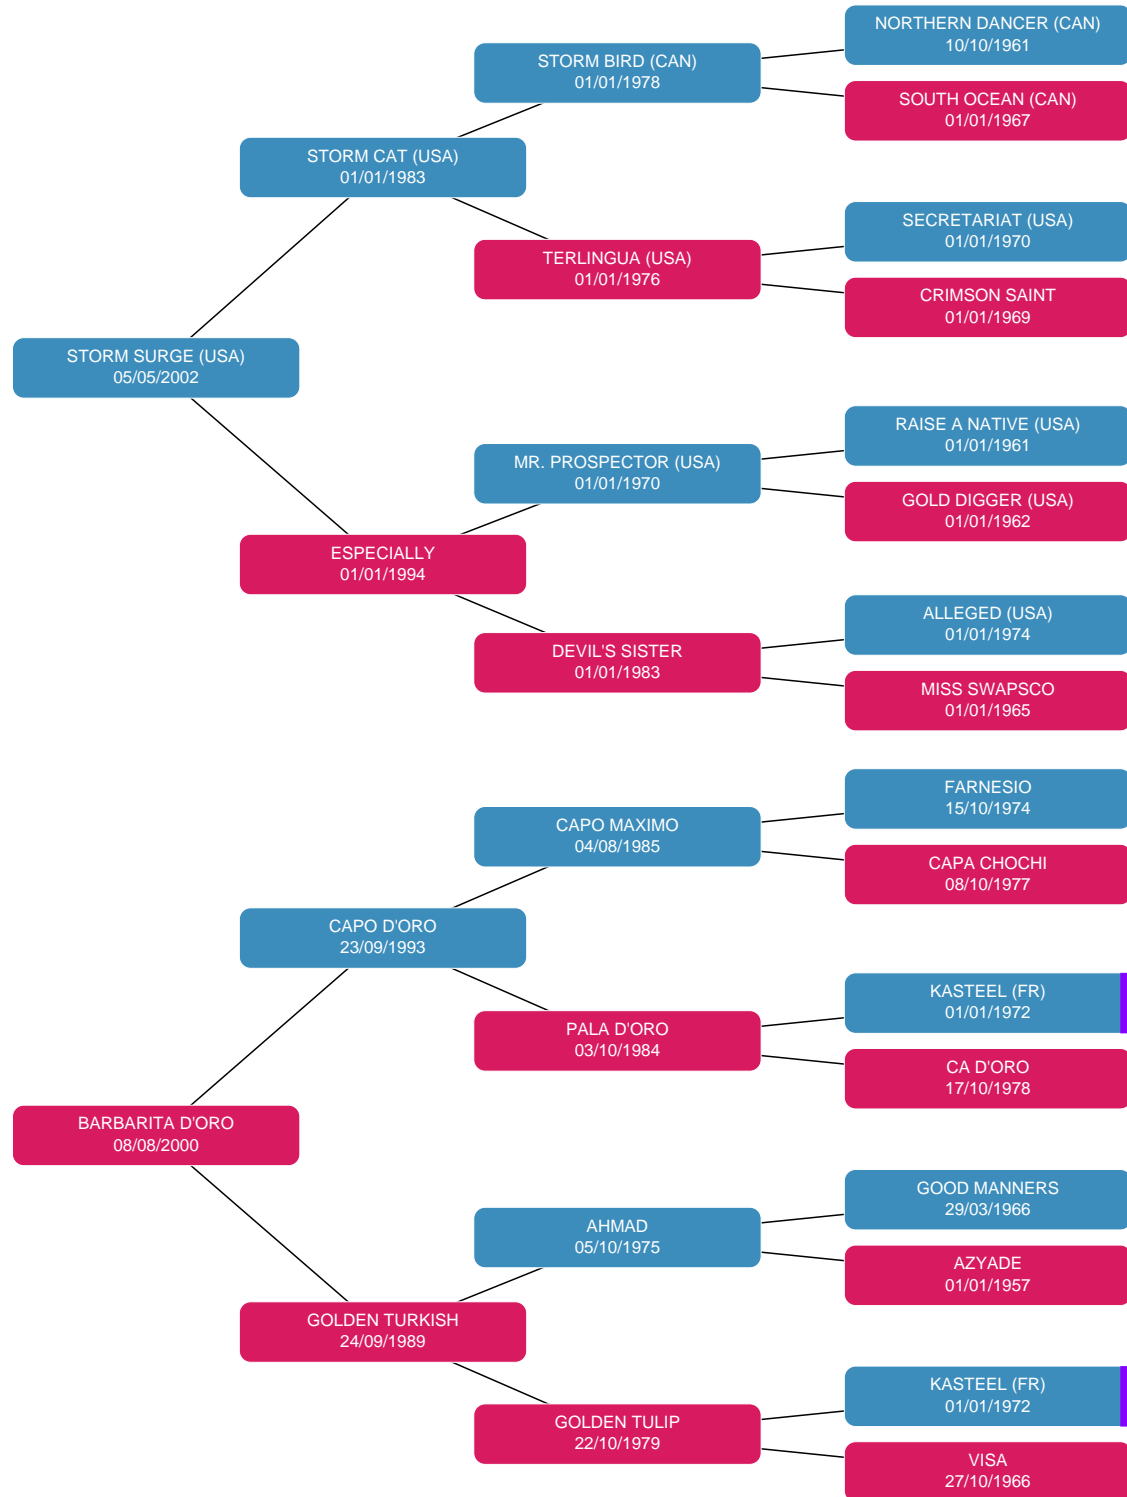 NORTHERN DANCER (CAN)
10/10/1961
STORM BIRD (CAN)
01/01/1978
SOUTH OCEAN (CAN)
01/01/1967
STORM CAT (USA)
01/01/1983
SECRETARIAT (USA)
01/01/1970
TERLINGUA (USA)
01/01/1976
CRIMSON SAINT
01/01/1969
STORM SURGE (USA)
05/05/2002
RAISE A NATIVE (USA)
01/01/1961
MR. PROSPECTOR (USA)
01/01/1970
GOLD DIGGER (USA)
01/01/1962
ESPECIALLY
01/01/1994
ALLEGED (USA)
01/01/1974
DEVIL'S SISTER
01/01/1983
MISS SWAPSCO
01/01/1965
FARNESIO
15/10/1974
CAPO MAXIMO
04/08/1985
CAPA CHOCHI
08/10/1977
CAPO D'ORO
23/09/1993
KASTEEL (FR)
01/01/1972
PALA D'ORO
03/10/1984
CA D'ORO
17/10/1978
BARBARITA D'ORO
08/08/2000
GOOD MANNERS
29/03/1966
AHMAD
05/10/1975
AZYADE
01/01/1957
GOLDEN TURKISH
24/09/1989
KASTEEL (FR)
01/01/1972
GOLDEN TULIP
22/10/1979
VISA
27/10/1966